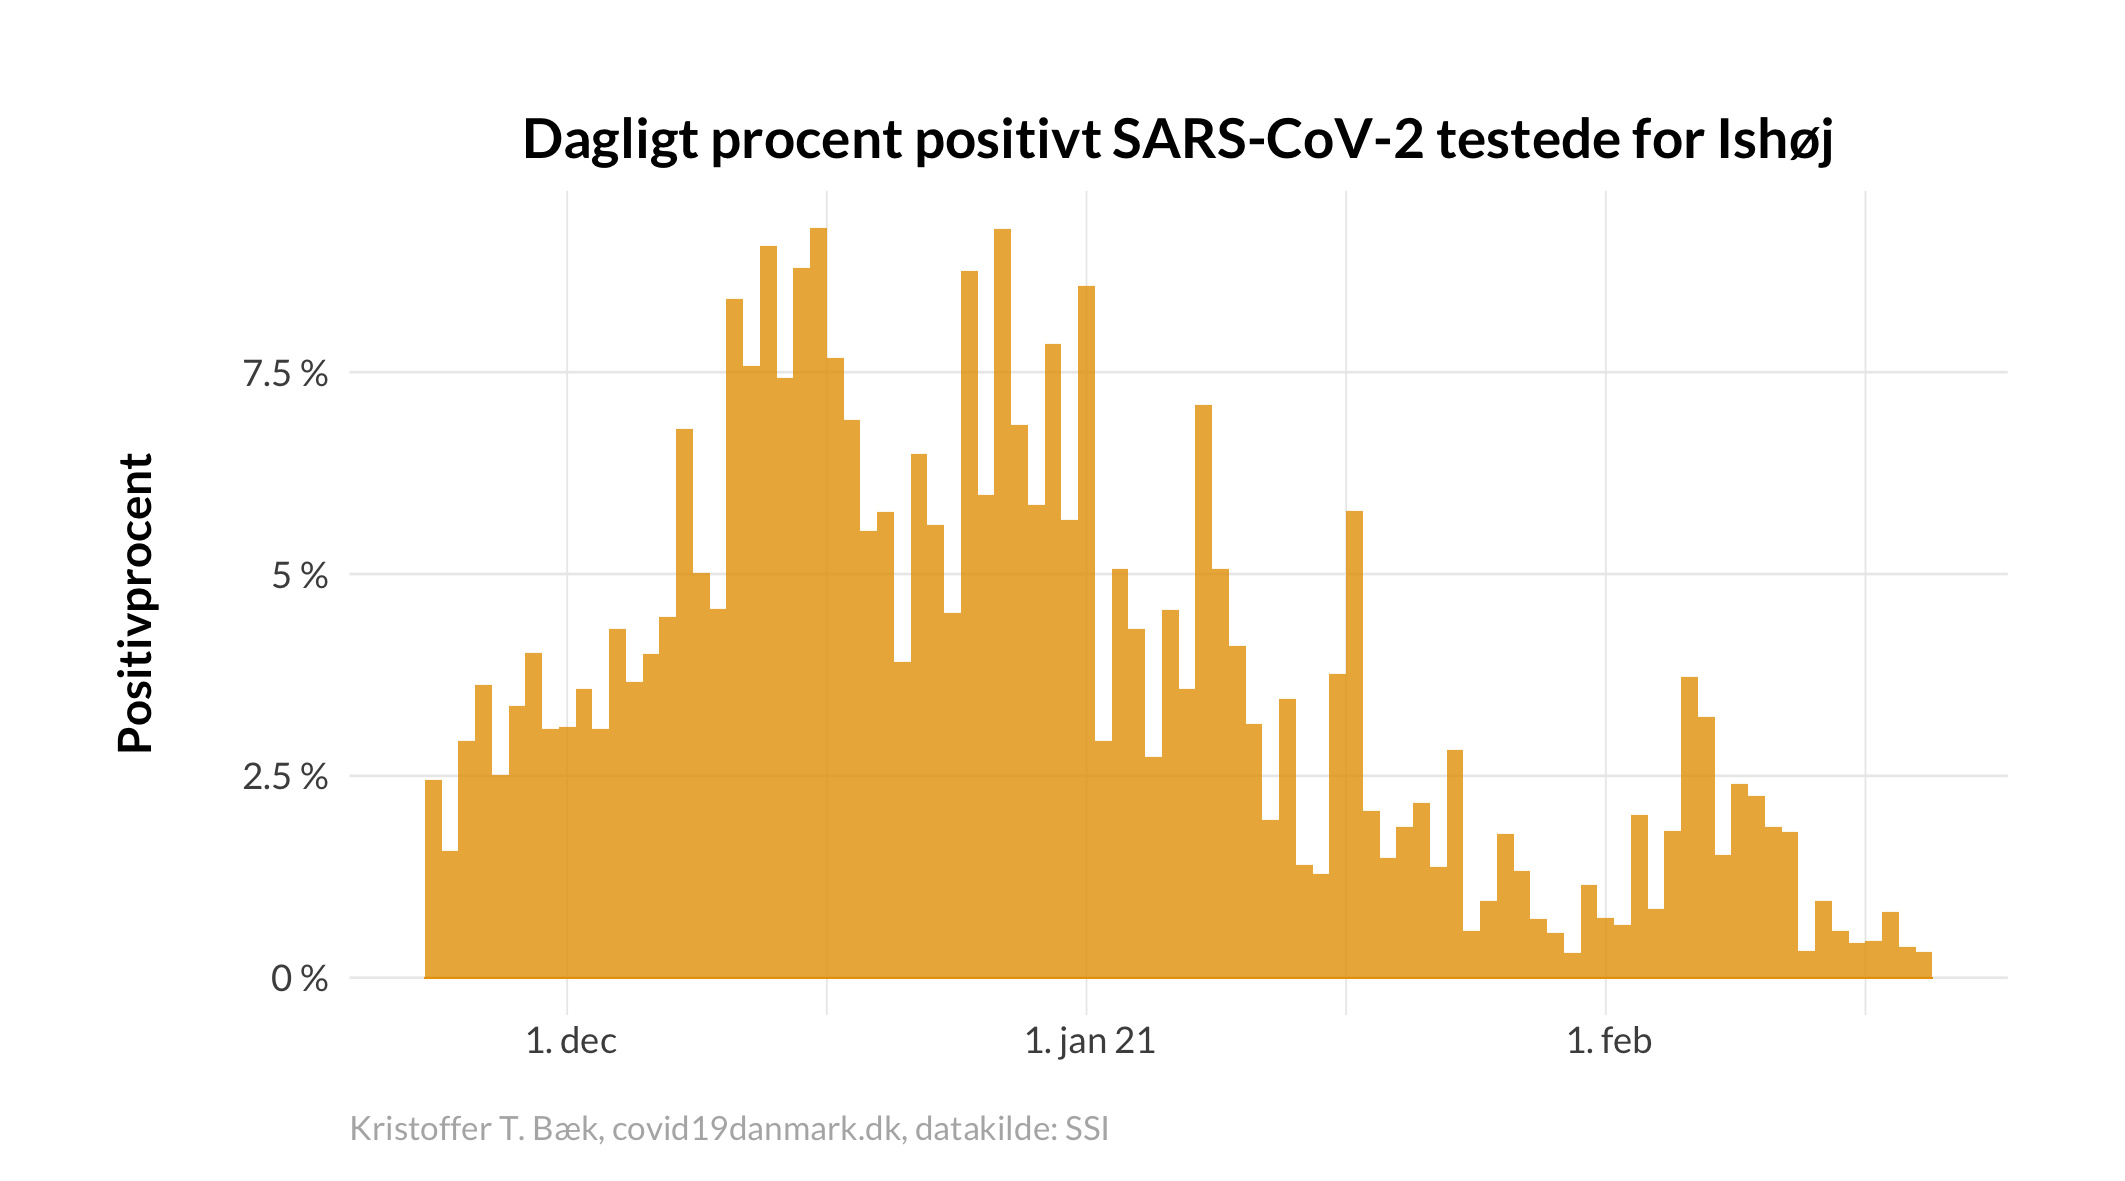 Dagligt procent positivt SARS-CoV-2 testede for Ishøj
Positivprocent
7.5 %
5 %
2.5 %
0 %
1. dec
1. jan 21
1. feb
Kristoffer T. Bæk, covid19danmark.dk, datakilde: SSI